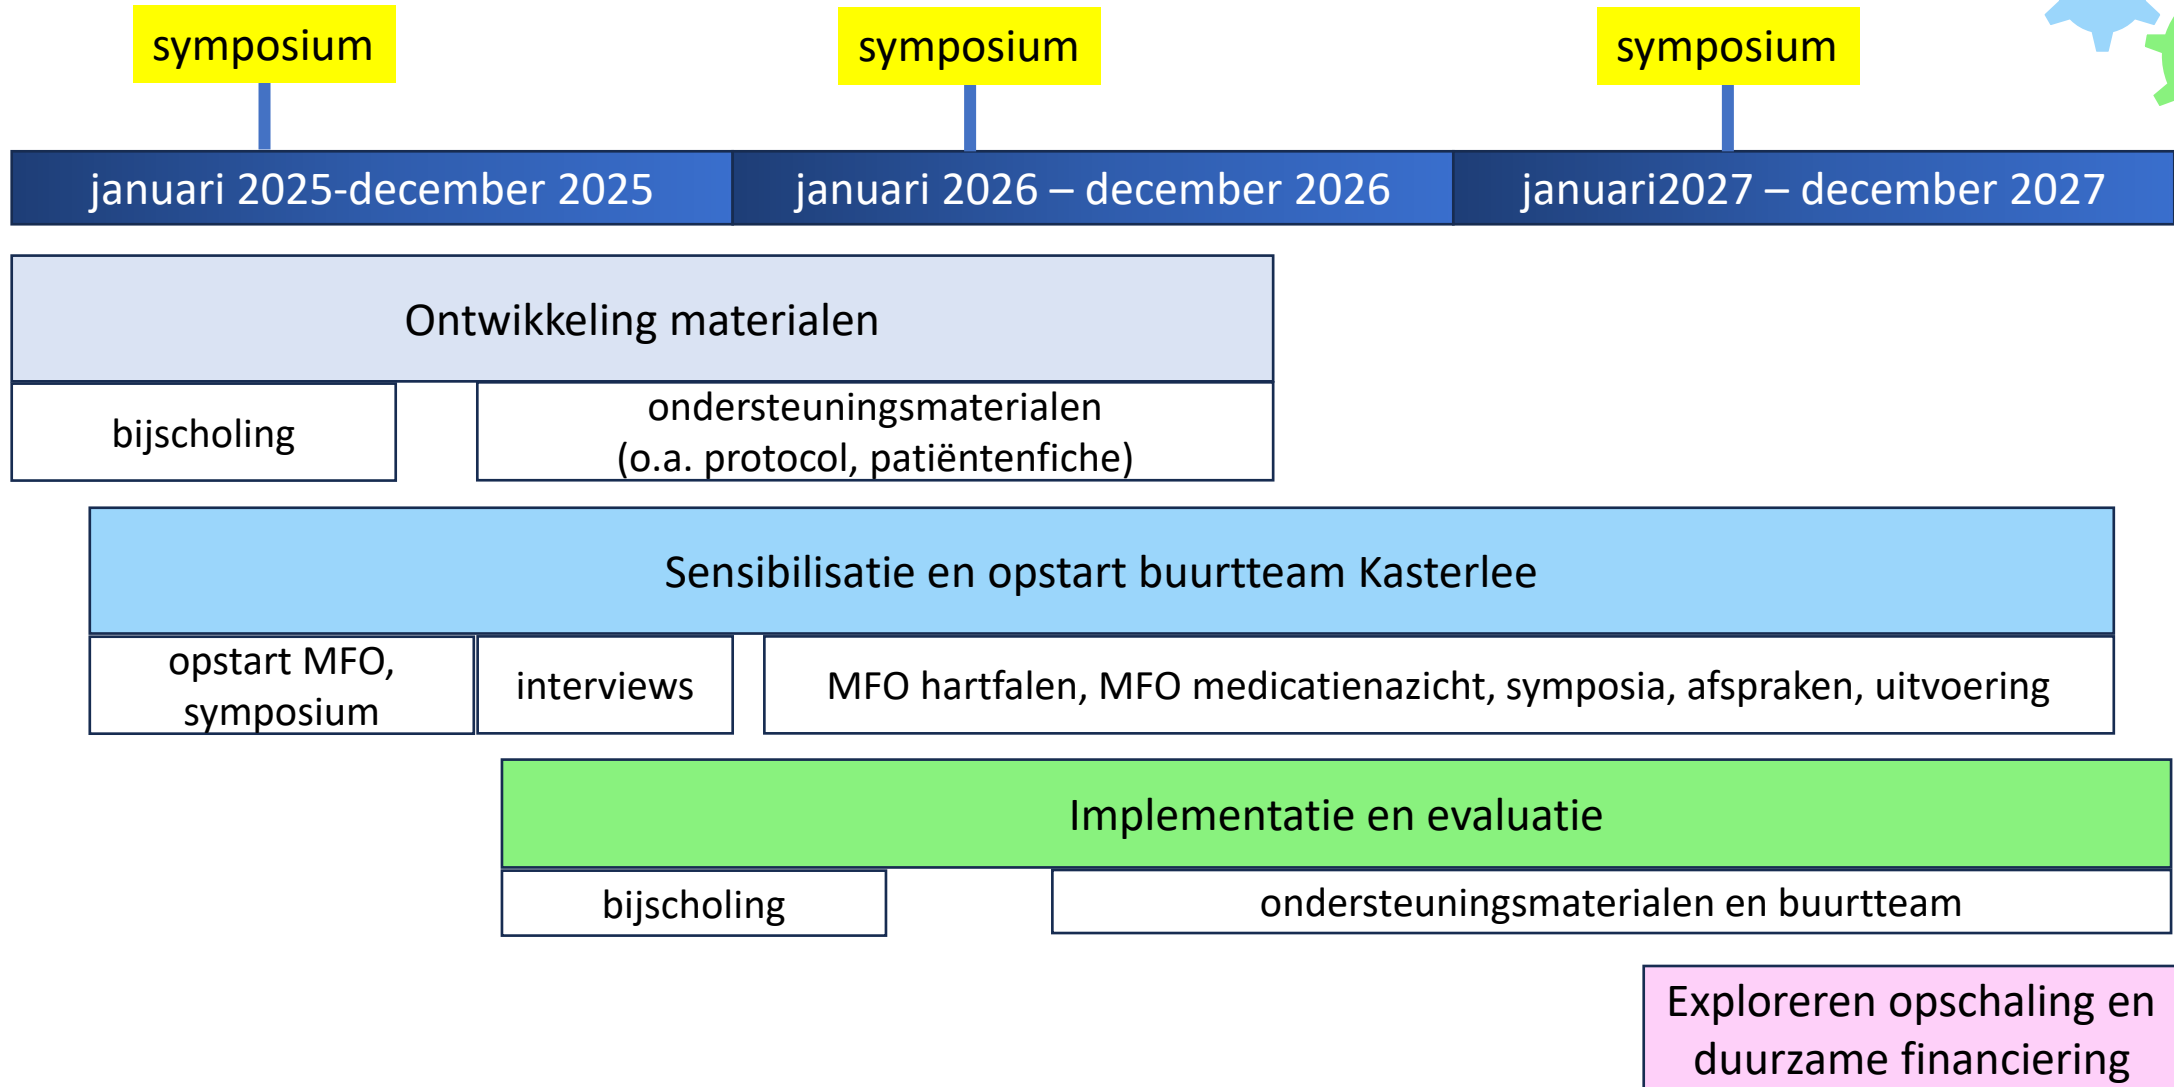 symposium
symposium
symposium
januari 2025-december 2025
januari 2026 – december 2026
januari2027 – december 2027
Ontwikkeling materialen
bijscholing
ondersteuningsmaterialen
(o.a. protocol, patiëntenfiche)
Sensibilisatie en opstart buurtteam Kasterlee
opstart MFO,
symposium
interviews
MFO hartfalen, MFO medicatienazicht, symposia, afspraken, uitvoering
Implementatie en evaluatie
bijscholing
ondersteuningsmaterialen en buurtteam
Exploreren opschaling en
duurzame financiering